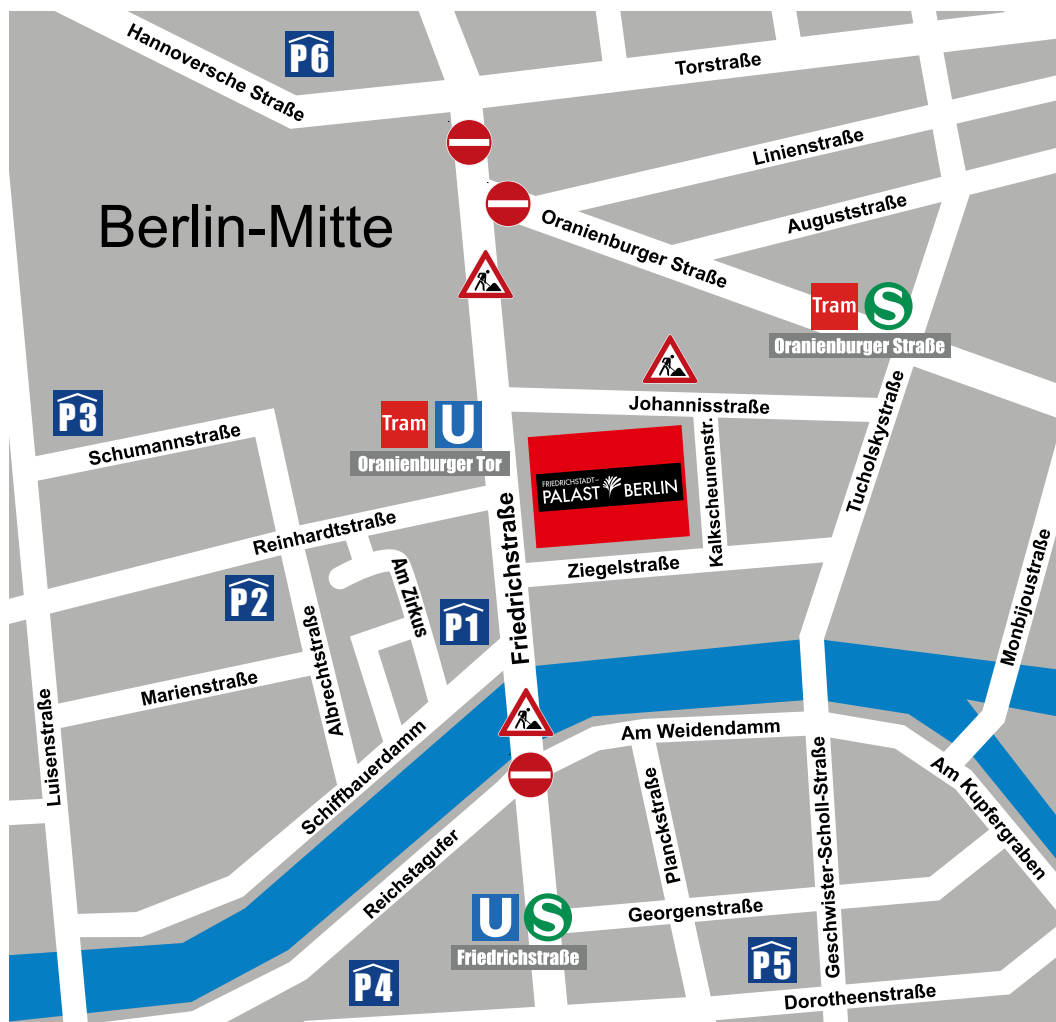 Hannoversche Straße
P6
Torstraße
Linienstraße
Berlin-Mitte
Auguststraße
Oranienburger Straße
Tram
S
Oranienburger Straße
P3
Schumannstraße
Tram
U
Oranienburger Tor
Johannisstraße
Kalkscheunenstr.
Tucholskystraße
FRIEDRICHSTADT–
PALAST BERLIN
Reinhardtstraße
Friedrichstraße
Ziegelstraße
P2
Am Zirkus
P1
Monbijoustraße
Albrechtstraße
Marienstraße
Luisenstraße
Schiffbauerdamm
Am Weidendamm
Planckstraße
Geschwister-Scholl-Straße
Am Kupfergraben
Reichstagufer
U
S
Friedrichstraße
Georgenstraße
P4
P5
Dorotheenstraße